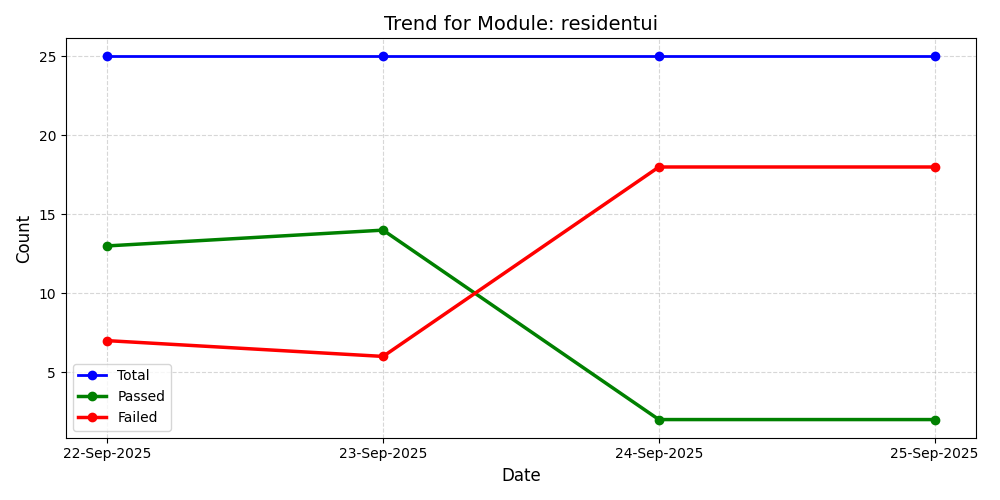 Trend for Module: residentui
Count
25
20
15
10
5
Total
Passed
Failed
22-Sep-2025
23-Sep-2025
24-Sep-2025
25-Sep-2025
Date